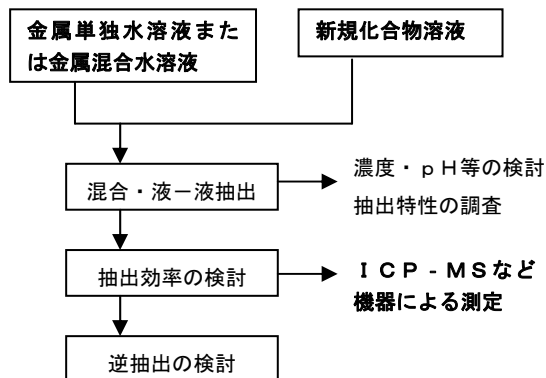 金属単独水溶液また
は金属混合水溶液
新規化合物溶液
混合・液－液抽出
濃度・ｐＨ等の検討
抽出特性の調査
抽出効率の検討
ＩＣＰ‐ＭＳなど
機器による測定
逆抽出の検討